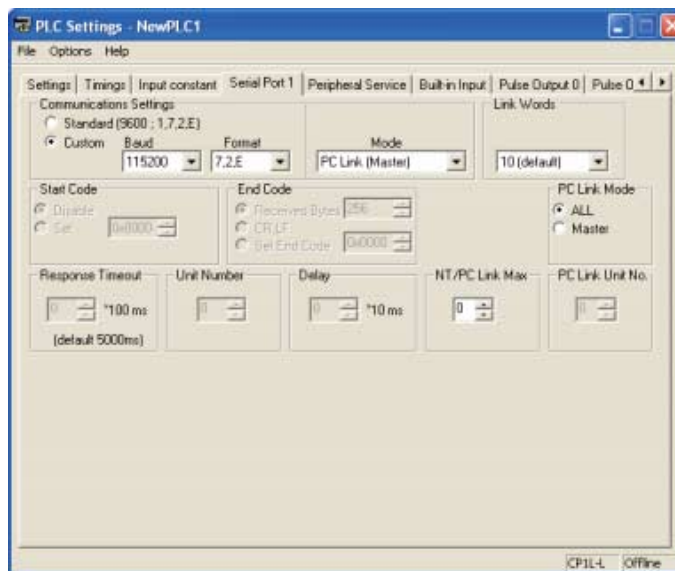 PLC Settings - NewPLC1
File Options Help
Settings Timings Input constant Serial Port 1 Peripheral Service Built-in Input Pulse Output 0 Pulse O
Communications Settings
Link Words
Standard (9600 ; 1,7,2,E)
Custom Baud Format Mode
115200 7,2,E PC Link (Master) 10 (default)
Start Code End Code PC Link Mode
Disable Received Bytes 256 ALL
Set 0x0000 CR,LF Master
Set End Code 0x0000
Response Timeout Unit Number Delay NT/PC Link Max PC Link Unit No.
0 *100 ms 0 0 *10 ms 0 0
(default 5000ms)
CP1L-L Offline